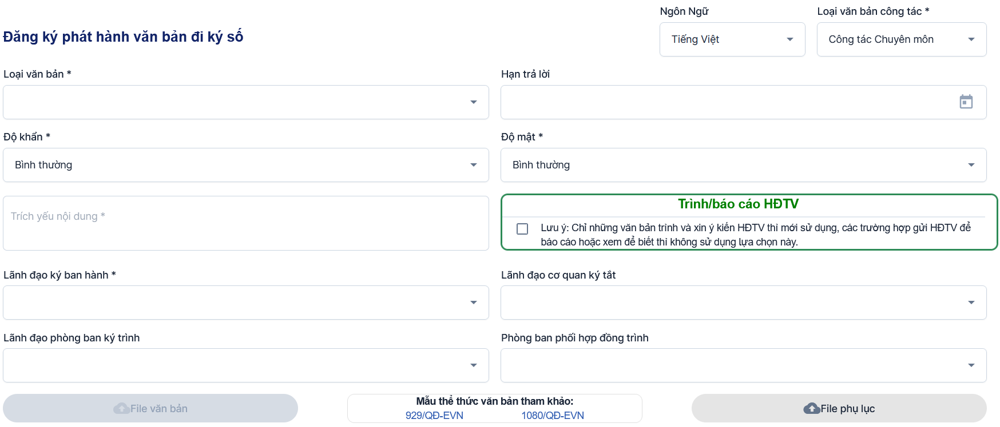 Ngôn Ngữ
Loại văn bản công tác *
Đăng ký phát hành văn bản đi ký số
Tiếng Việt
Công tác Chuyên môn
Loại văn bản *
Hạn trả lời
Độ khẩn *
Độ mật *
Bình thường
Bình thường
Trích yếu nội dung *
Trình/báo cáo HĐTV
Lưu ý: Chỉ những văn bản trình và xin ý kiến HĐTV thì mới sử dụng, các trường hợp gửi HĐTV để
báo cáo hoặc xem để biết thì không sử dụng lựa chọn này.
Lãnh đạo ký ban hành *
Lãnh đạo cơ quan ký tắt
Lãnh đạo phòng ban ký trình
Phòng ban phối hợp đồng trình
File văn bản
Mẫu thể thức văn bản tham khảo:
929/QĐ-EVN
1080/QĐ-EVN
File phụ lục